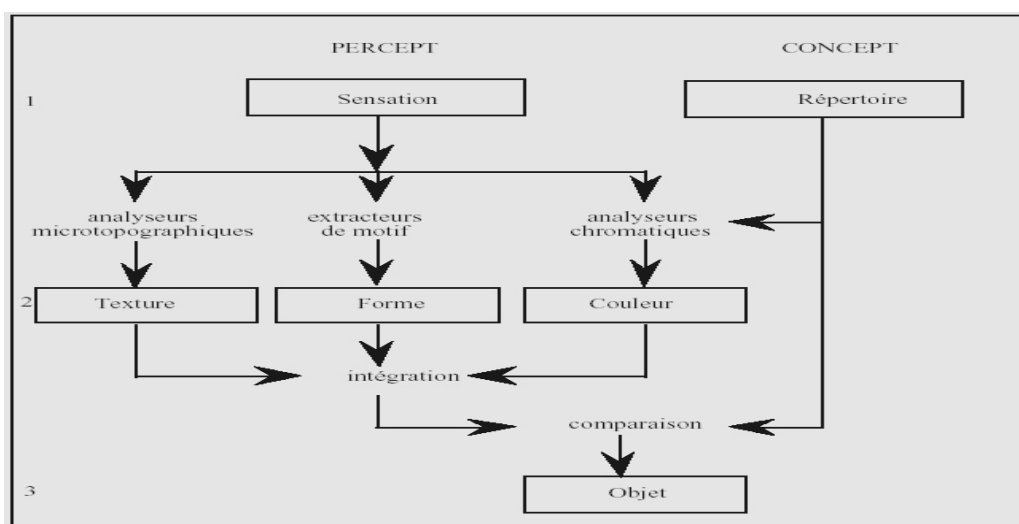 PERCEPT CONCEPT
1 Sensation Répertoire
analyseurs extracteurs analyseurs
microtopographiques de motif chromatiques
2 Texture Forme Couleur
intégration
comparaison
3 Objet